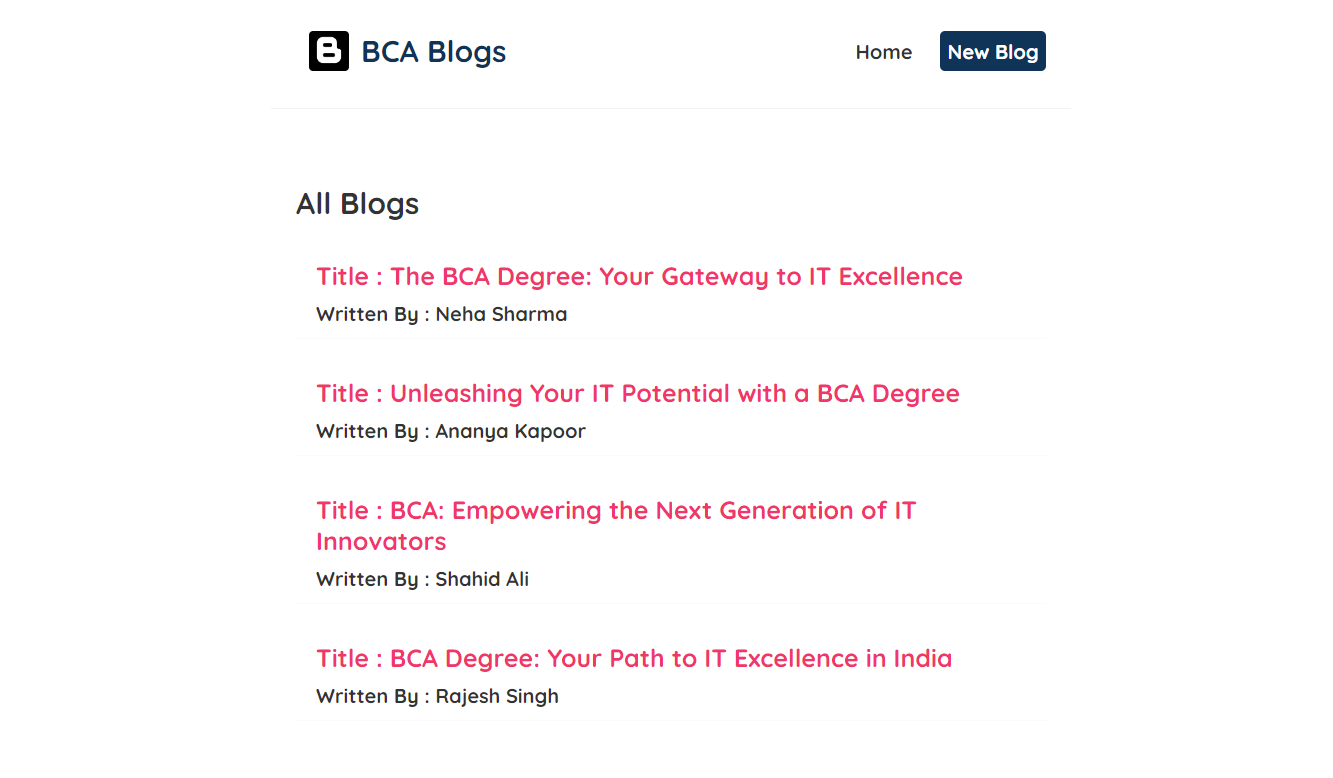 BCA Blogs
Home
New Blog
All Blogs
Title : The BCA Degree: Your Gateway to IT Excellence
Written By : Neha Sharma
Title : Unleashing Your IT Potential with a BCA Degree
Written By : Ananya Kapoor
Title : BCA: Empowering the Next Generation of IT
Innovators
Written By : Shahid Ali
Title : BCA Degree: Your Path to IT Excellence in India
Written By : Rajesh Singh